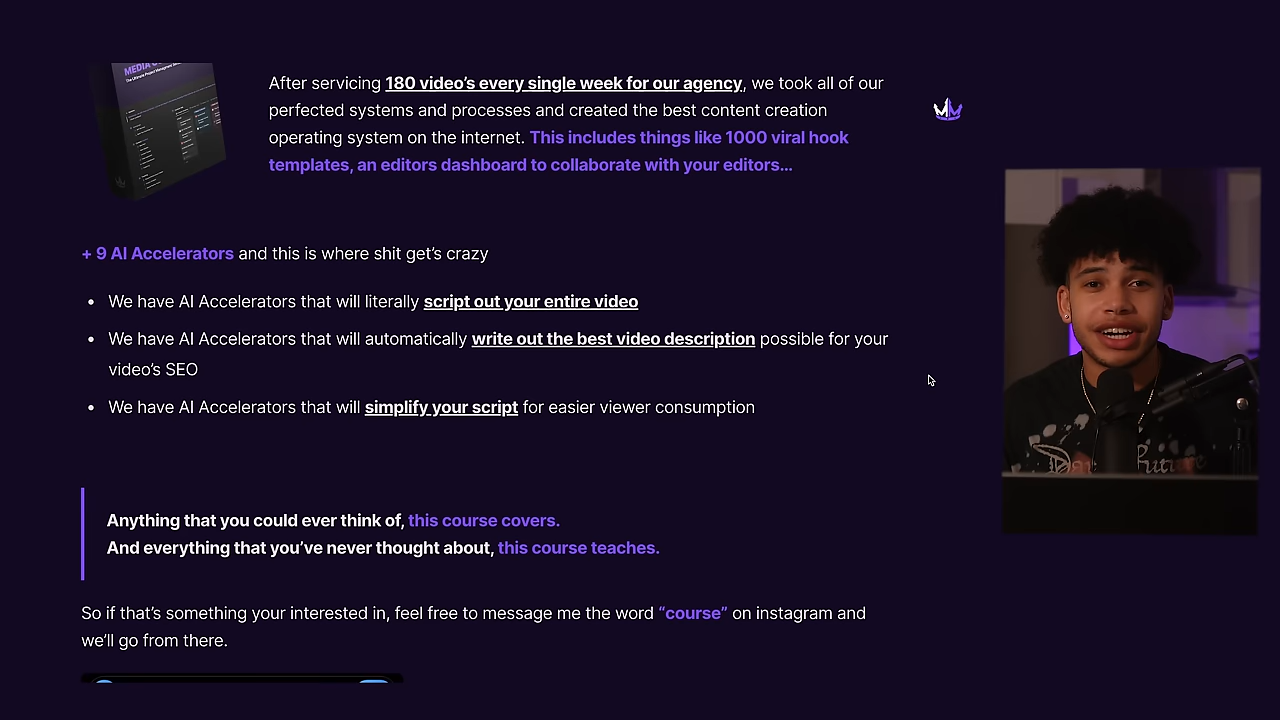 MEDIA
After servicing 180 video's every single week for our agency, we took all of our
perfected systems and processes and created the best content creation
operating system on the internet. This includes things like 1000 viral hook
templates, an editors dashboard to collaborate with your editors...
+ 9 AI Accelerators and this is where shit get's crazy
• We have AI Accelerators that will literally script out your entire video
• We have AI Accelerators that will automatically write out the best video description possible for your
video's SEO
• We have AI Accelerators that will simplify your script for easier viewer consumption
Anything that you could ever think of, this course covers.
And everything that you've never thought about, this course teaches.
So if that's something your interested in, feel free to message me the word “course” on instagram and
we'll go from there.